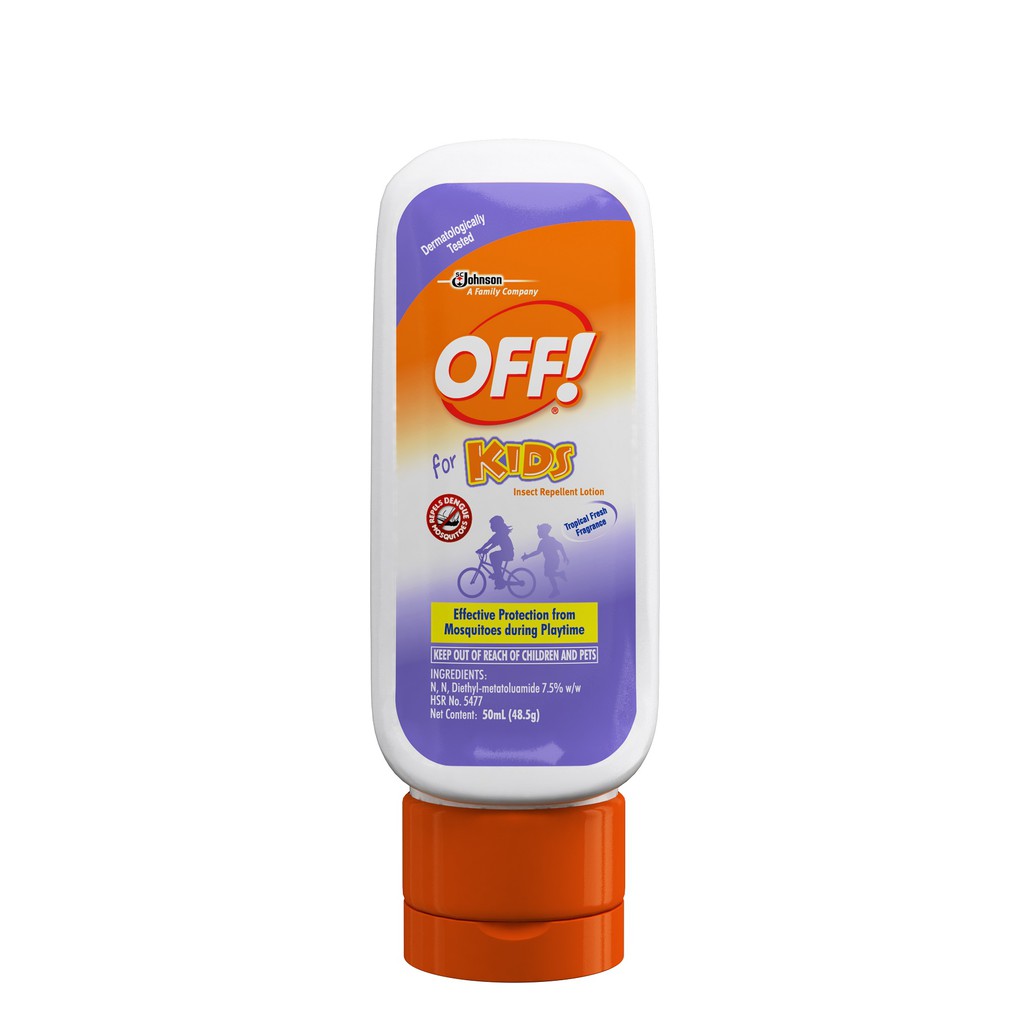 Dermatologically
Tested
SC
Johnson
A Family Company
OFF!
®
for KIDS
Insect Repellent Lotion
REPELS DENGUE
MOSQUITOES
Tropical Fresh
Fragrance
Effective Protection from
Mosquitoes during Playtime
KEEP OUT OF REACH OF CHILDREN AND PETS
INGREDIENTS:
N, N, Diethyl-metatoluamide 7.5% w/w
HSR No. 5477
Net Content: 50mL (48.5g)